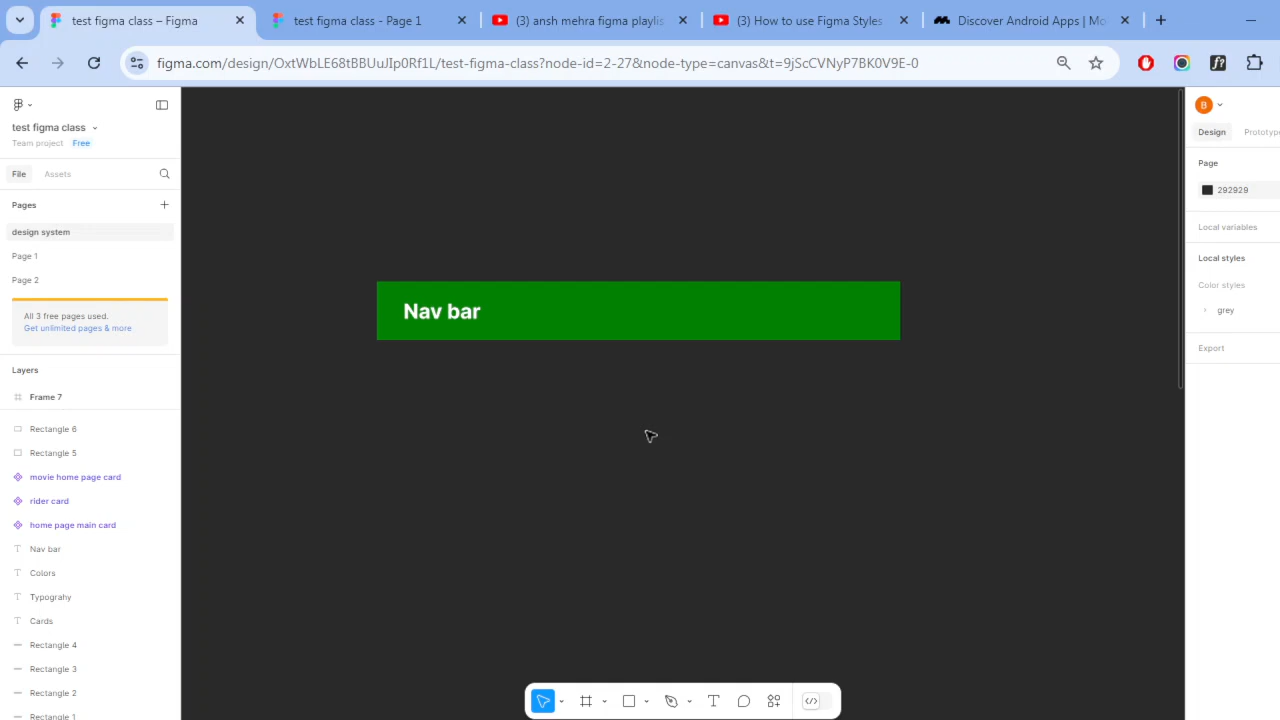 test figma class – Figma
test figma class - Page 1
(3) ansh mehra figma playlis
(3) How to use Figma Styles
Discover Android Apps | Mo
figma.com/design/OxtWbLE68tBBUuJIp0Rf1L/test-figma-class?node-id=2-27&node-type=canvas&t=9jScCVNyP7BK0V9E-0
f?
test figma class
Team project Free
B
Design Prototype
File Assets
Page
292929
Pages
design system
Page 1
Page 2
Local variables
Local styles
Color styles
grey
Export
All 3 free pages used.
Get unlimited pages & more
Nav bar
Layers
Frame 7
Rectangle 6
Rectangle 5
movie home page card
rider card
home page main card
Nav bar
Colors
Typograhy
Cards
Rectangle 4
Rectangle 3
Rectangle 2
Rectangle 1